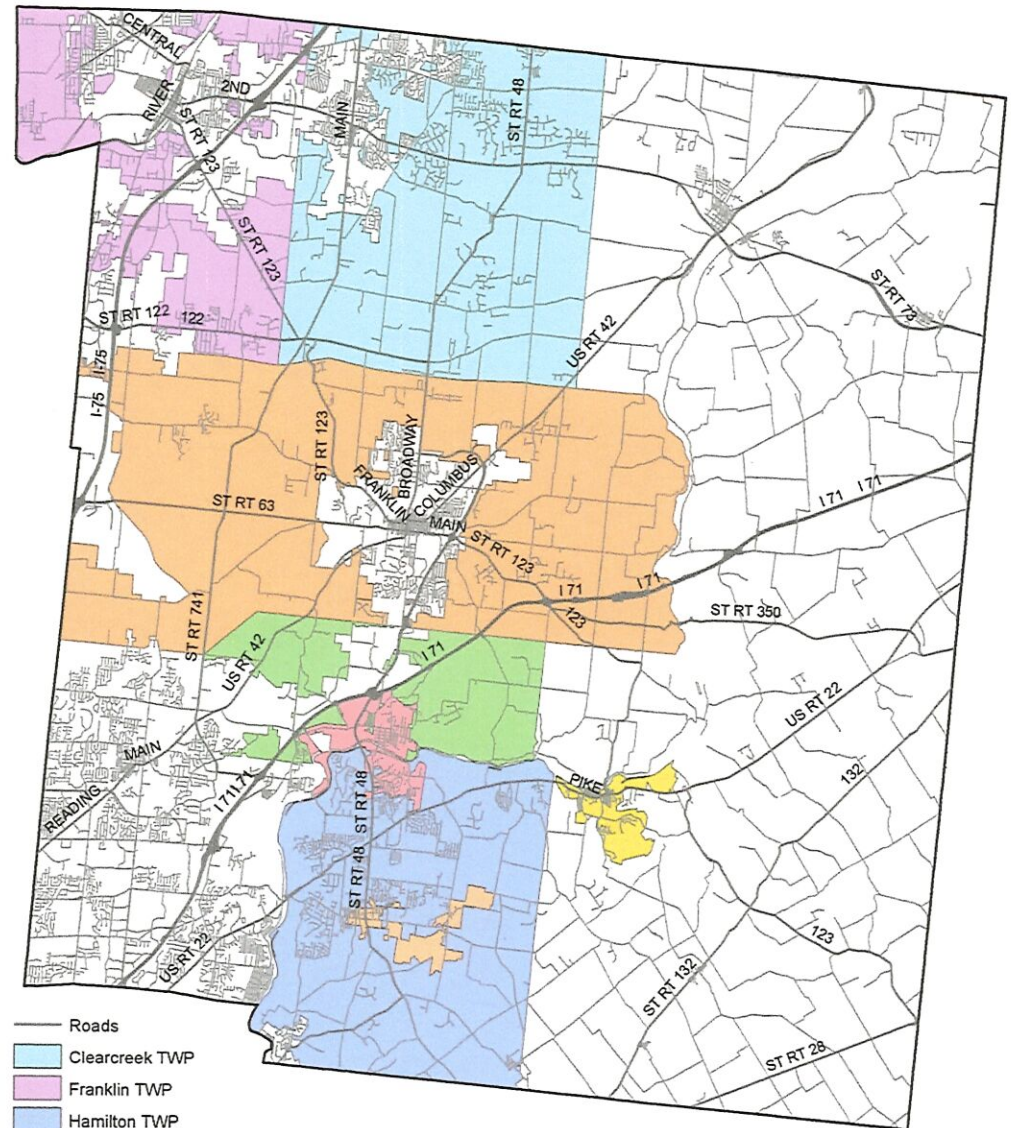 CENTRAL
RIVER
2ND
ST RT 123
MAIN
ST RT 48
ST RT 123
ST RT 73
ST RT 122
122
US RT 42
I-75
I-75
ST RT 123
BROADWAY
FRANKLIN
COLUMBUS
ST RT 63
MAIN
ST RT 123
I 71
I 71
I 71
I 71
123
ST RT 350
ST RT 741
US RT 42
I 71
US RT 22
MAIN
READING
I 71
I 71
ST RT 48
PIKE
132
ST RT 48
US RT 22
123
ST RT 132
ST RT 28
Roads
Clearcreek TWP
Franklin TWP
Hamilton TWP